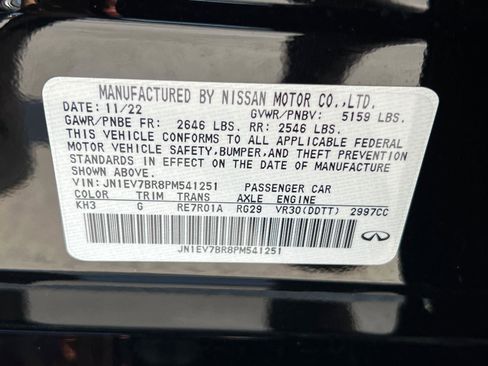 MANUFACTURED BY NISSAN MOTOR CO.,LTD.
DATE: 11/22 GVWR/PNBV: 5159 LBS.
GAWR/PNBE FR: 2646 LBS. RR: 2546 LBS.
THIS VEHICLE CONFORMS TO ALL APPLICABLE FEDERAL
MOTOR VEHICLE SAFETY,BUMPER,AND THEFT PREVENTION
STANDARDS IN EFFECT ON THE DATE OF MANUFACTURE
SHOWN ABOVE.
VIN: JN1EV7BR8PM541251 PASSENGER CAR
COLOR TRIM TRANS AXLE ENGINE
KH3 G RE7R01A RG29 VR30(DDTT) 2997CC
JN1EV7BR8PM541251